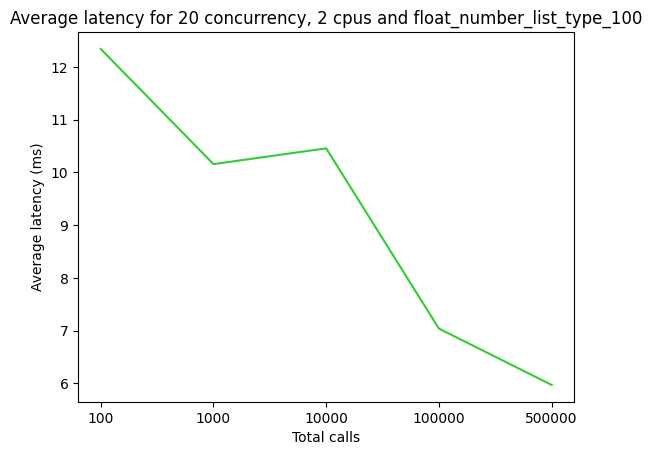 Average latency for 20 concurrency, 2 cpus and float_number_list_type_100
Average latency (ms)
12
11
10
9
8
7
6
100 1000 10000 100000 500000
Total calls